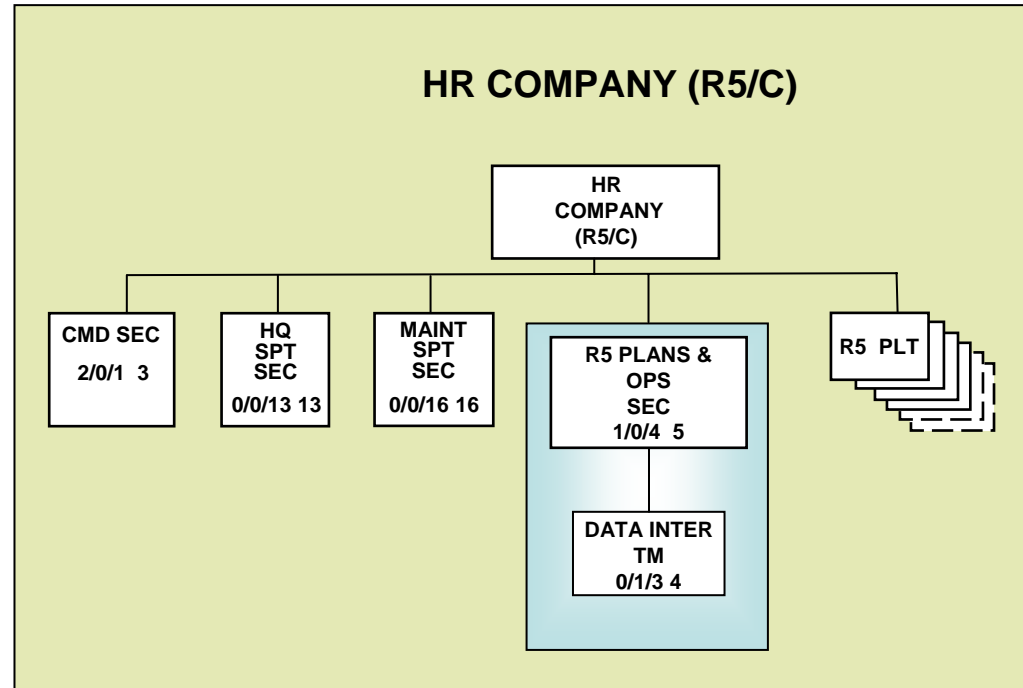 HR COMPANY (R5/C)
HR
COMPANY
(R5/C)
CMD SEC
2/0/1 3
HQ
SPT
SEC
0/0/13 13
MAINT
SPT
SEC
0/0/16 16
R5 PLANS &
OPS
SEC
1/0/4 5
R5 PLT
DATA INTER
TM
0/1/3 4